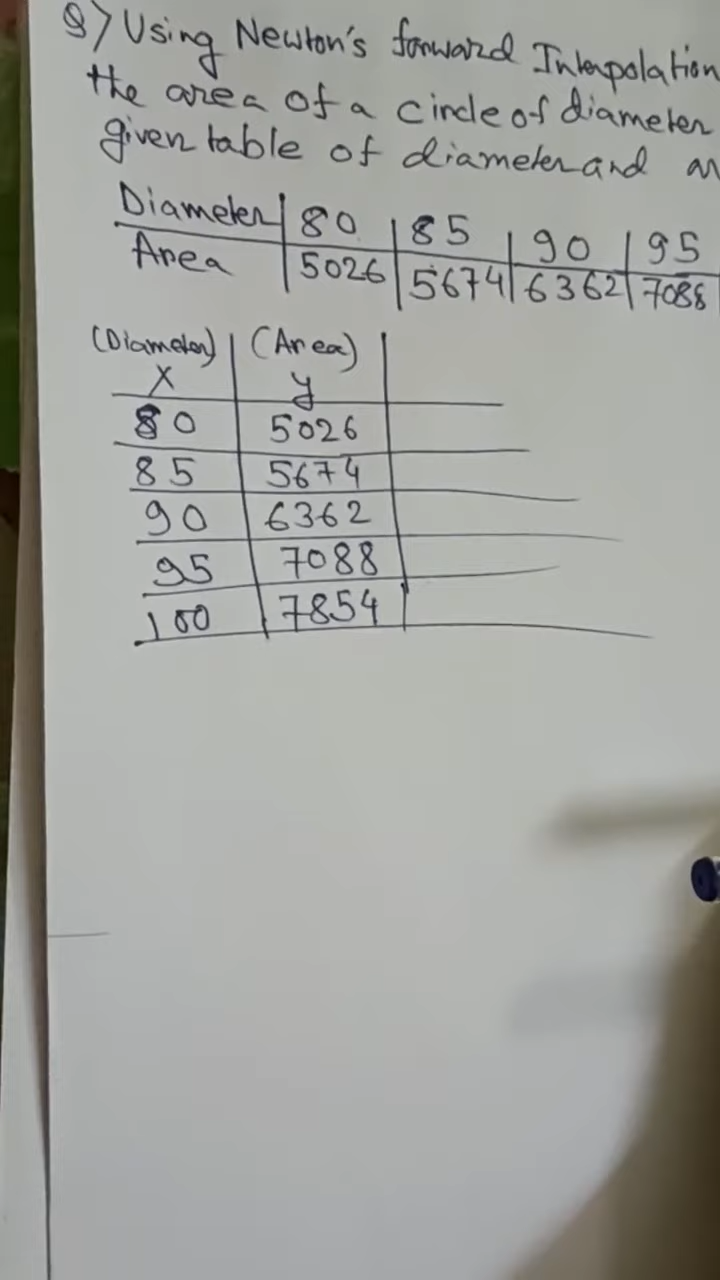 Q) Using Newton's forward Interpolation
the area of a circle of diameter
given table of diameter and
Diameter 80 85 90 95
Area 5026 5674 6362 7088
(Diameter) (Area)
x y
80 5026
85 5674
90 6362
95 7088
100 7854